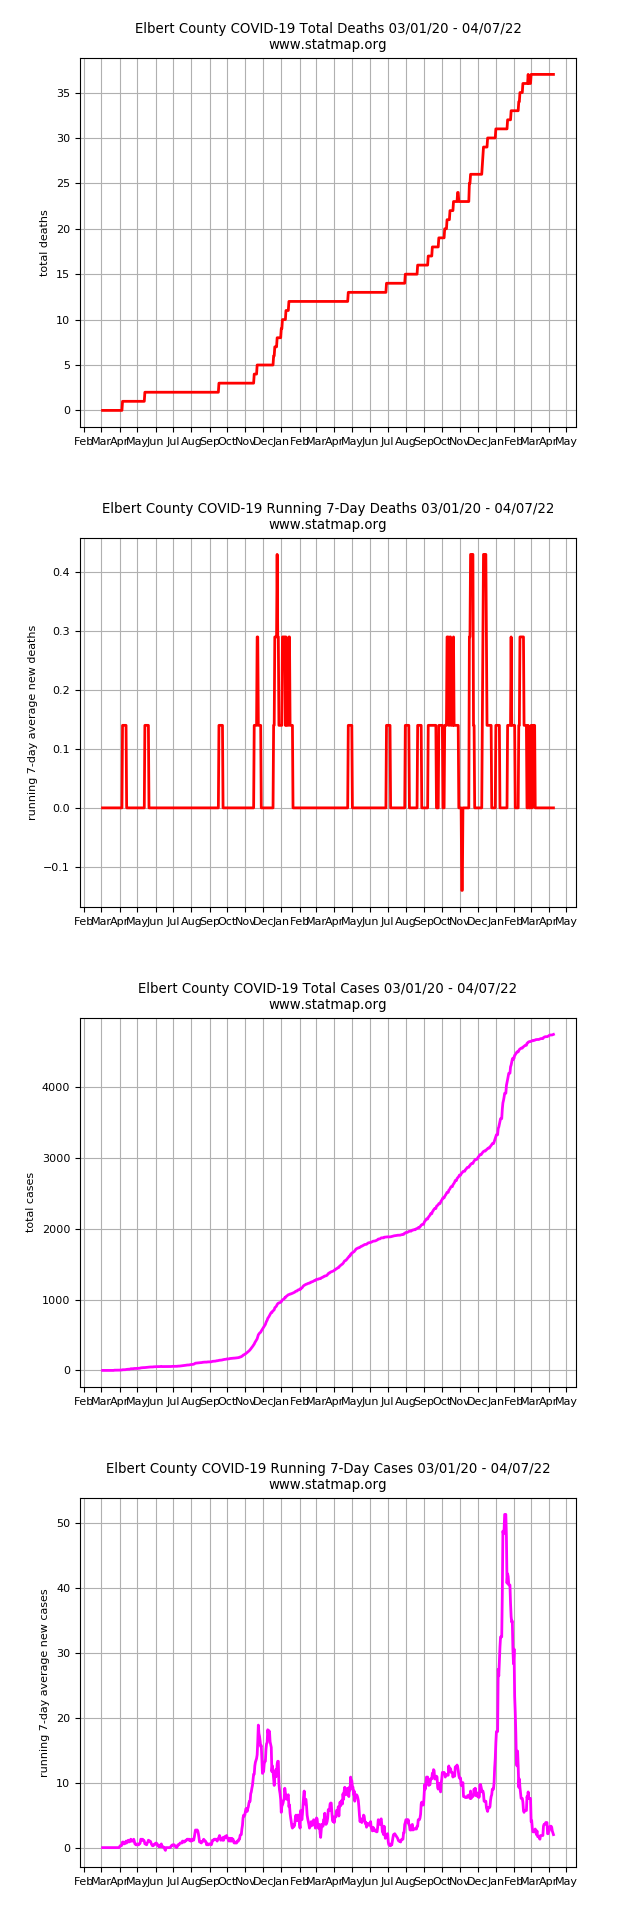 Elbert County COVID-19 Total Deaths 03/01/20 - 04/07/22
www.statmap.org
total deaths
35
30
25
20
15
10
5
0
Feb Mar Apr May Jun Jul Aug Sep Oct Nov Dec Jan Feb Mar Apr May Jun Jul Aug Sep Oct Nov Dec Jan Feb Mar Apr May
Elbert County COVID-19 Running 7-Day Deaths 03/01/20 - 04/07/22
www.statmap.org
running 7-day average new deaths
0.4
0.3
0.2
0.1
0.0
−0.1
Feb Mar Apr May Jun Jul Aug Sep Oct Nov Dec Jan Feb Mar Apr May Jun Jul Aug Sep Oct Nov Dec Jan Feb Mar Apr May
Elbert County COVID-19 Total Cases 03/01/20 - 04/07/22
www.statmap.org
total cases
4000
3000
2000
1000
0
Feb Mar Apr May Jun Jul Aug Sep Oct Nov Dec Jan Feb Mar Apr May Jun Jul Aug Sep Oct Nov Dec Jan Feb Mar Apr May
Elbert County COVID-19 Running 7-Day Cases 03/01/20 - 04/07/22
www.statmap.org
running 7-day average new cases
50
40
30
20
10
0
Feb Mar Apr May Jun Jul Aug Sep Oct Nov Dec Jan Feb Mar Apr May Jun Jul Aug Sep Oct Nov Dec Jan Feb Mar Apr May